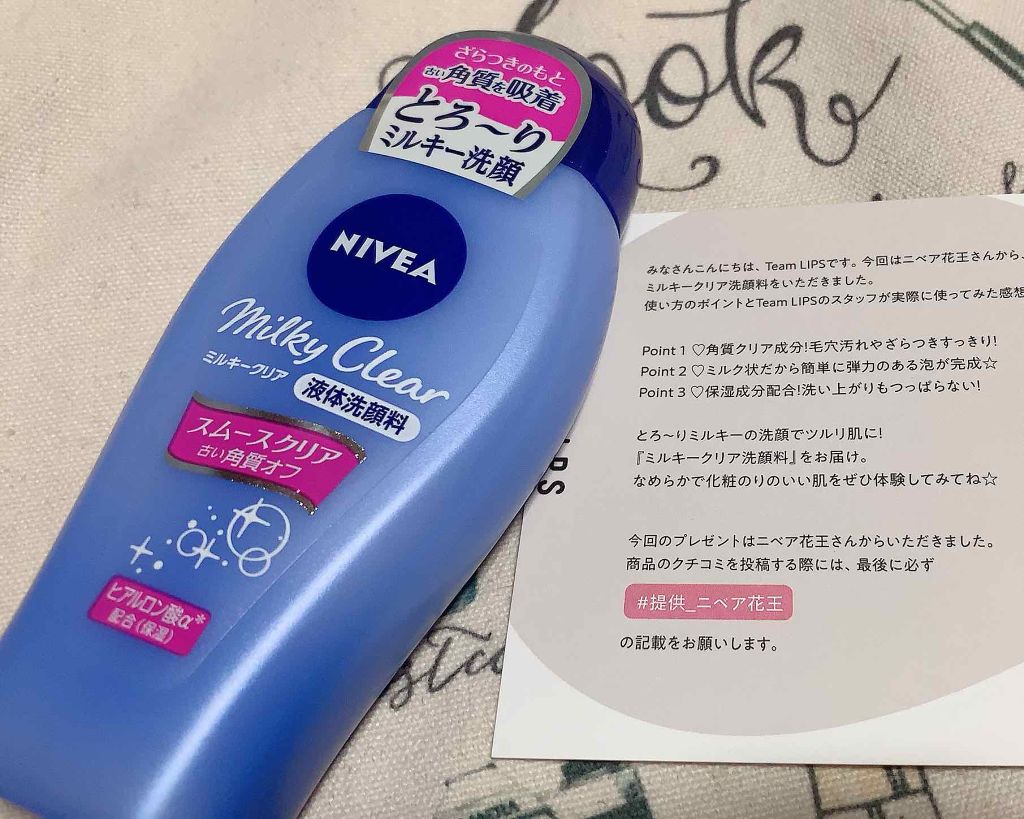 ざらつきのもと
古い角質を吸着
とろ〜り
ミルキー洗顔
NIVEA
Milky Clear
ミルキークリア
液体洗顔料
スムースクリア
古い角質オフ
ヒアルロン酸α*
配合(保湿)
みなさんこんにちは、Team LIPSです。今回はニベア花王さんから、
ミルキークリア洗顔料をいただきました。
使い方のポイントとTeam LIPSのスタッフが実際に使ってみた感想
Point 1 ♡角質クリア成分!毛穴汚れやざらつきすっきり!
Point 2 ♡ミルク状だから簡単に弾力のある泡が完成☆
Point 3 ♡保湿成分配合!洗い上がりもつっぱらない!
とろ〜りミルキーの洗顔でツルリ肌に!
『ミルキークリア洗顔料』をお届け。
なめらかで化粧のりのいい肌をぜひ体験してみてね☆
今回のプレゼントはニベア花王さんからいただきました。
商品のクチコミを投稿する際には、最後に必ず
#提供_ニベア花王
の記載をお願いします。